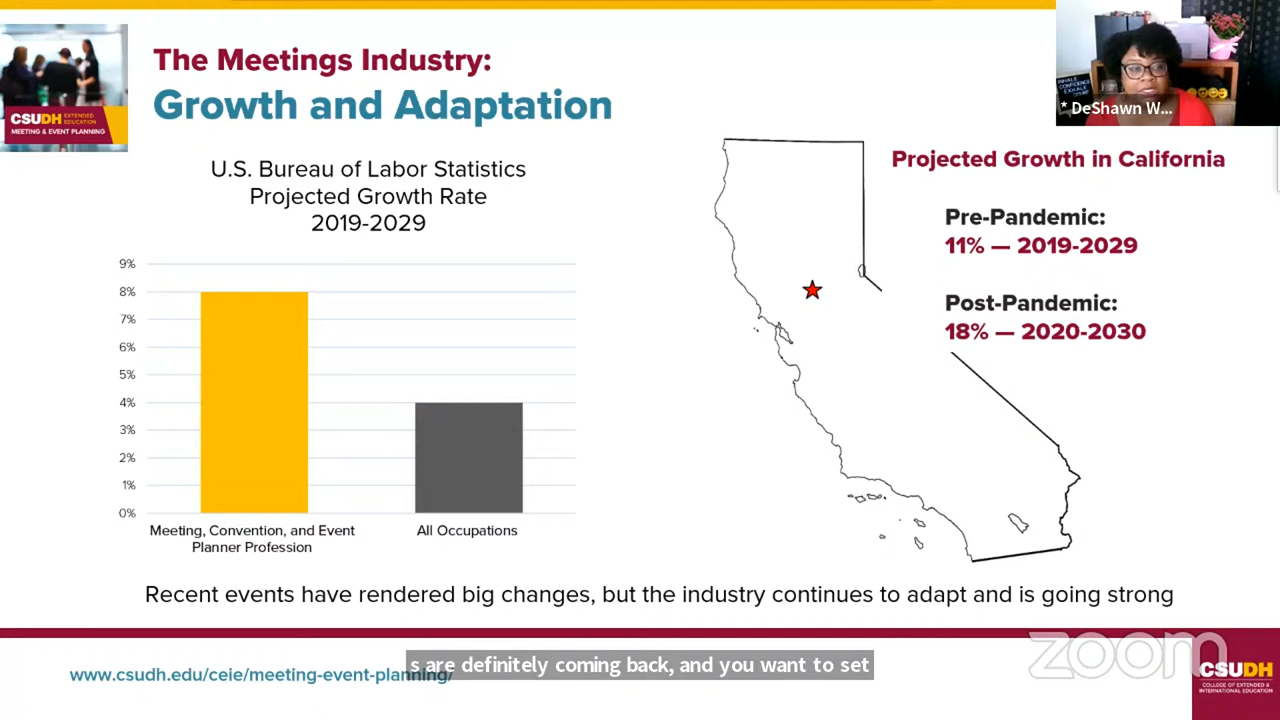 The Meetings Industry:
Growth and Adaptation
CSUDH EXTENDED EDUCATION
MEETING & EVENT PLANNING
INHALE
CONFIDENCE
EXHALE
DOUBT
* DeShawn W...
U.S. Bureau of Labor Statistics
Projected Growth Rate
2019-2029
9%
8%
7%
6%
5%
4%
3%
2%
1%
0%
Meeting, Convention, and Event
Planner Profession
All Occupations
Projected Growth in California
Pre-Pandemic:
11% — 2019-2029
Post-Pandemic:
18% — 2020-2030
Recent events have rendered big changes, but the industry continues to adapt and is going strong
www.csudh.edu/ceie/meeting-event-planning/
s are definitely coming back, and you want to set
zoom
CSUDH
COLLEGE OF EXTENDED &
INTERNATIONAL EDUCATION